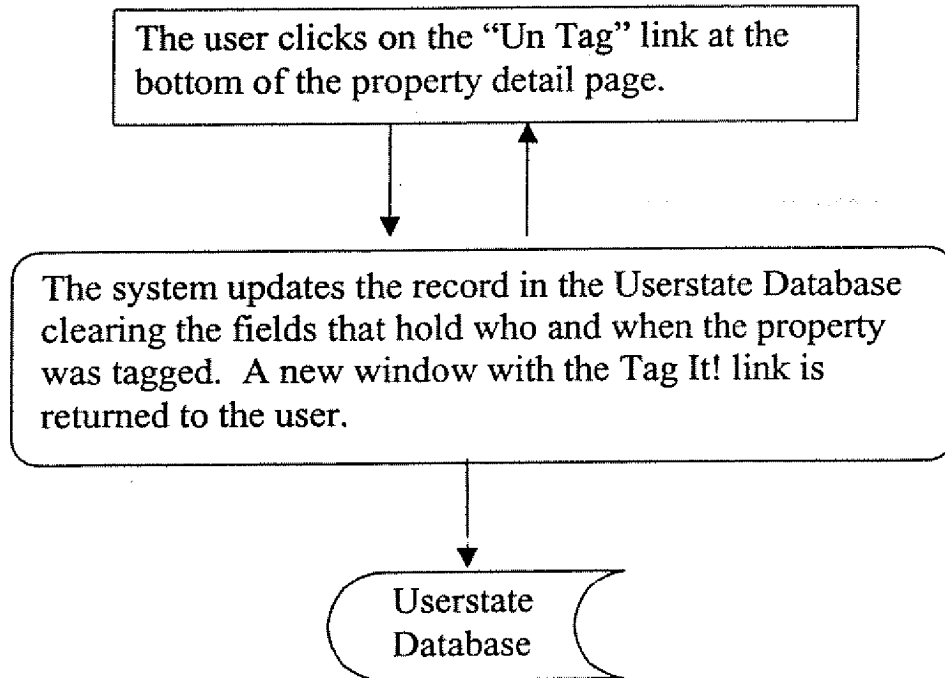 The user clicks on the “Un Tag” link at the
bottom of the property detail page.
The system updates the record in the Userstate Database
clearing the fields that hold who and when the property
was tagged.  A new window with the Tag It! link is
returned to the user.
Userstate
Database